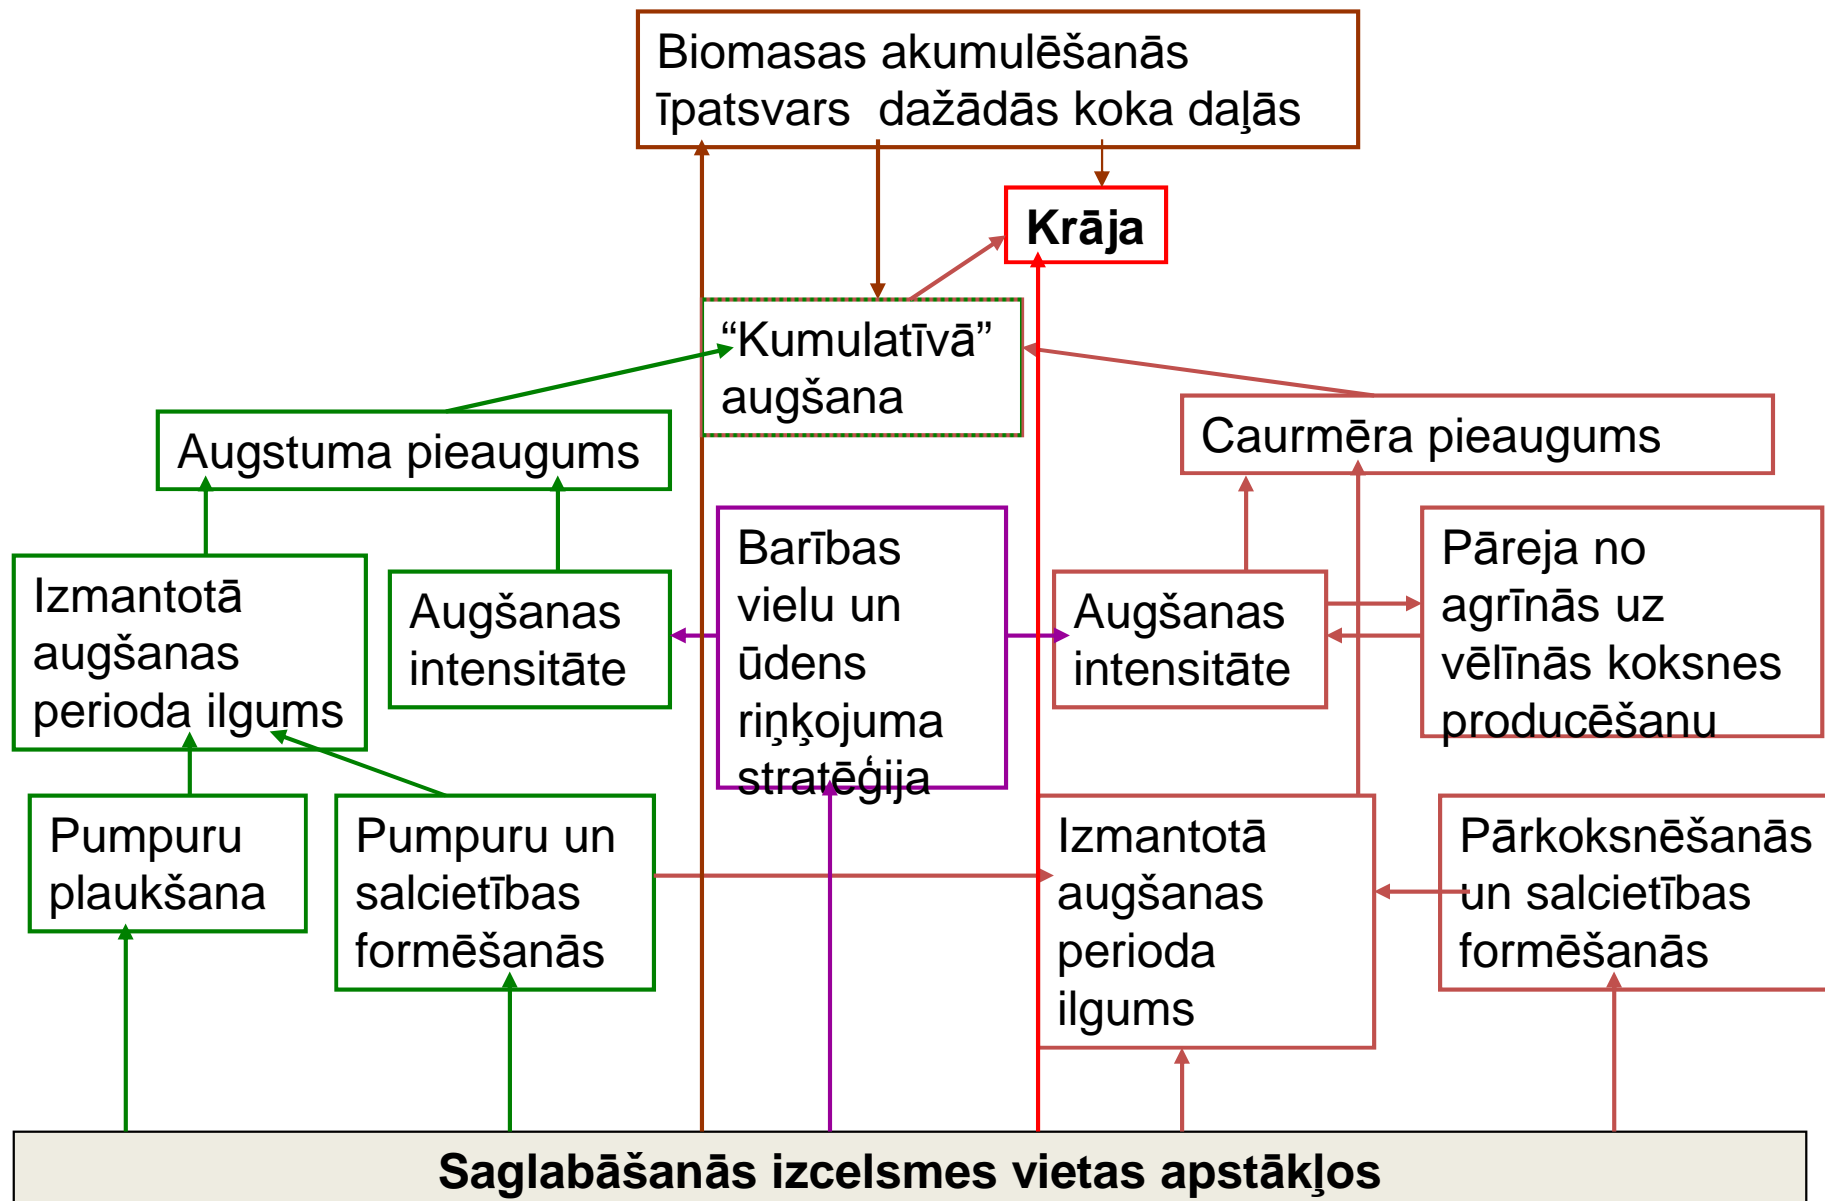 Biomasas akumulēšanās
īpatsvars dažādās koka daļās
Krāja
“Kumulatīvā”
augšana
Augstuma pieaugums
Caurmēra pieaugums
Izmantotā
augšanas
perioda ilgums
Augšanas
intensitāte
Barības
vielu un
ūdens
riņķojuma
stratēģija
Augšanas
intensitāte
Pāreja no
agrīnās uz
vēlīnās koksnes
producēšanu
Pumpuru
plaukšana
Pumpuru un
salcietības
formēšanās
Izmantotā
augšanas
perioda
ilgums
Pārkoksnēšanās
un salcietības
formēšanās
Saglabāšanās izcelsmes vietas apstākļos